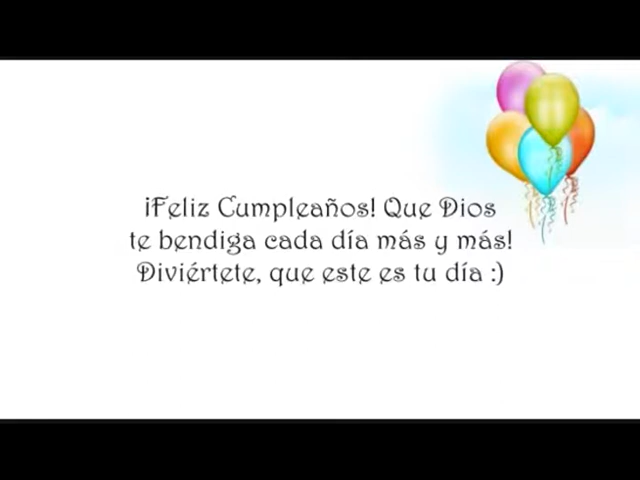 ¡Feliz Cumpleaños! Que Dios
te bendiga cada día más y más!
Diviértete, que este es tu día :)